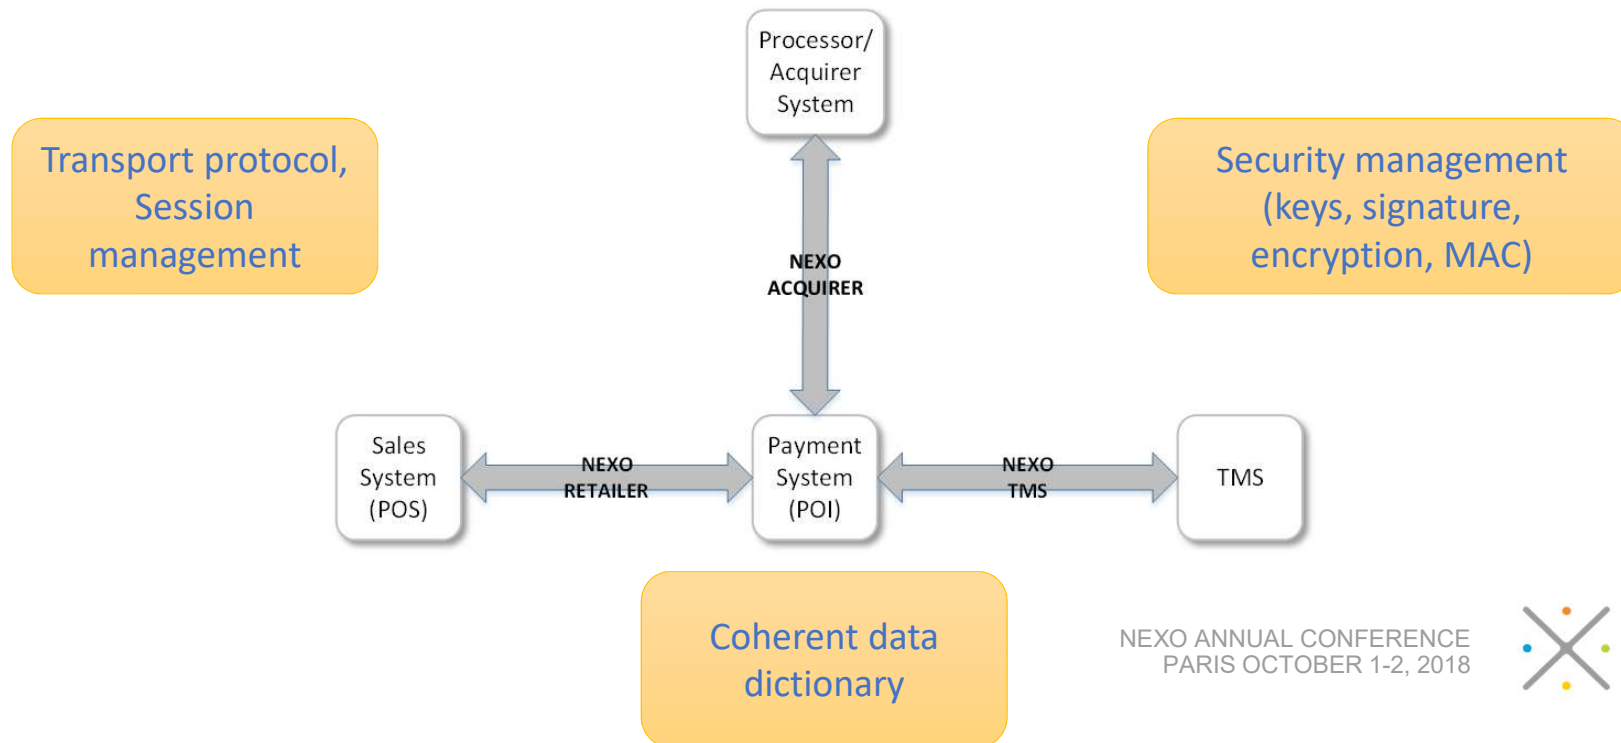 Processor/
Acquirer
System
Transport protocol,
Session
management
Security management
(keys, signature,
encryption, MAC)
NEXO
ACQUIRER
Sales
System
(POS)
NEXO
RETAILER
Payment
System
(POI)
NEXO
TMS
TMS
Coherent data
dictionary
NEXO ANNUAL CONFERENCE
PARIS OCTOBER 1-2, 2018